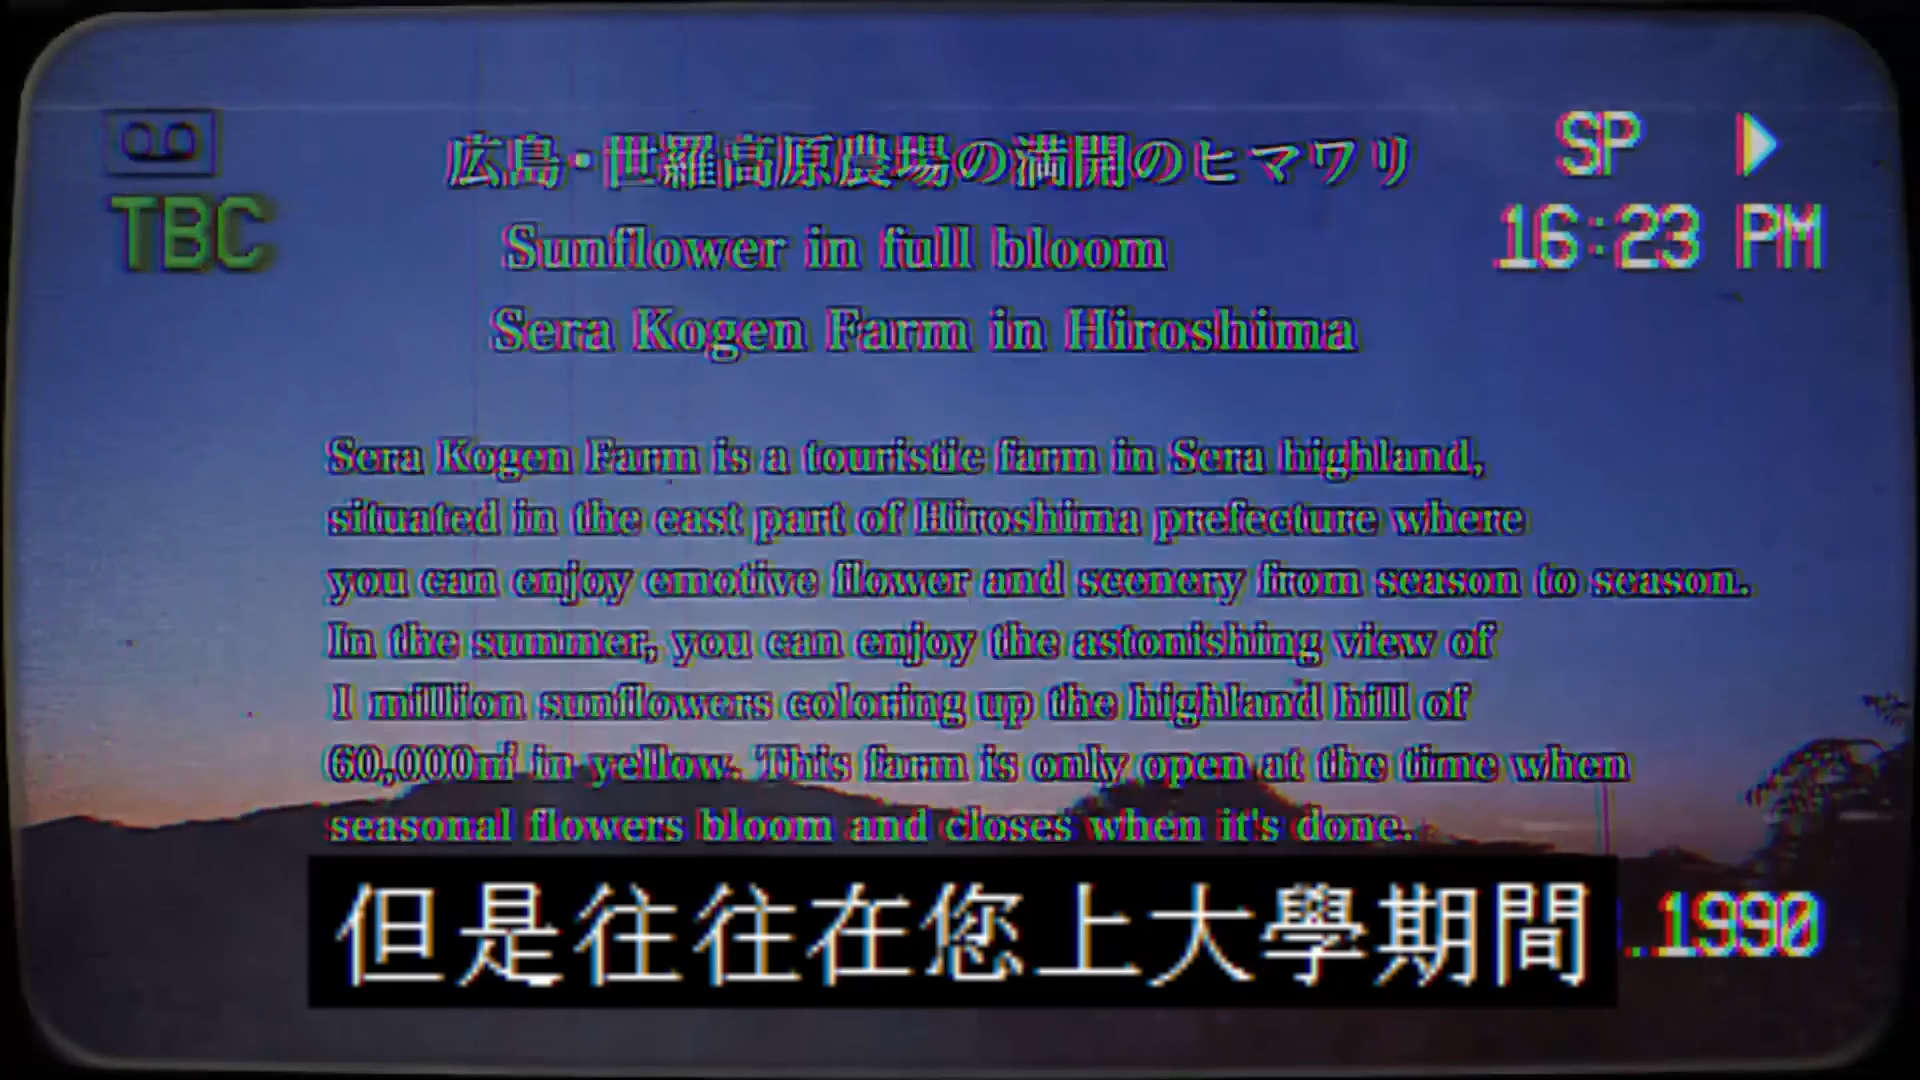 TBC
SP
16:23 PM
広島・世羅高原農場の満開のヒマワリ
Sunflower in full bloom
Sera Kogen Farm in Hiroshima
Sera Kogen Farm is a touristic farm in Sera highland,
situated in the east part of Hiroshima prefecture where
you can enjoy emotive flower and scenery from season to season.
In the summer, you can enjoy the astonishing view of
1 million sunflowers coloring up the highland hill of
60,000㎡ in yellow. This farm is only open at the time when
seasonal flowers bloom and closes when it's done.
但是往往在您上大學期間
1990